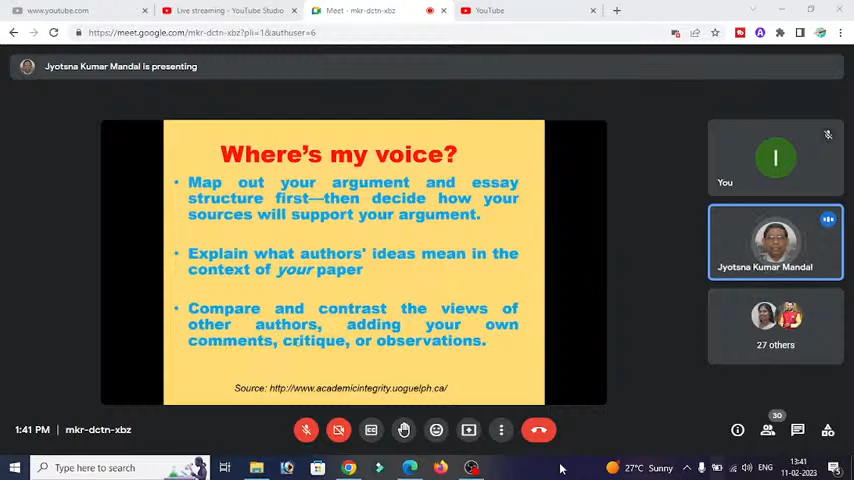 www.youtube.com
Live streaming - YouTube Studio
Meet - mkr-dctn-xbz
YouTube
https://meet.google.com/mkr-dctn-xbz?pli=1&authuser=6
Jyotsna Kumar Mandal is presenting
Where's my voice?
• Map out your argument and essay
structure first—then decide how your
sources will support your argument.
• Explain what authors' ideas mean in the
context of your paper
• Compare and contrast the views of
other authors, adding your own
comments, critique, or observations.
Source: http://www.academicintegrity.uoguelph.ca/
I
You
Jyotsna Kumar Mandal
27 others
1:41 PM
mkr-dctn-xbz
30
Type here to search
27°C Sunny
ENG
13:41
11-02-2023